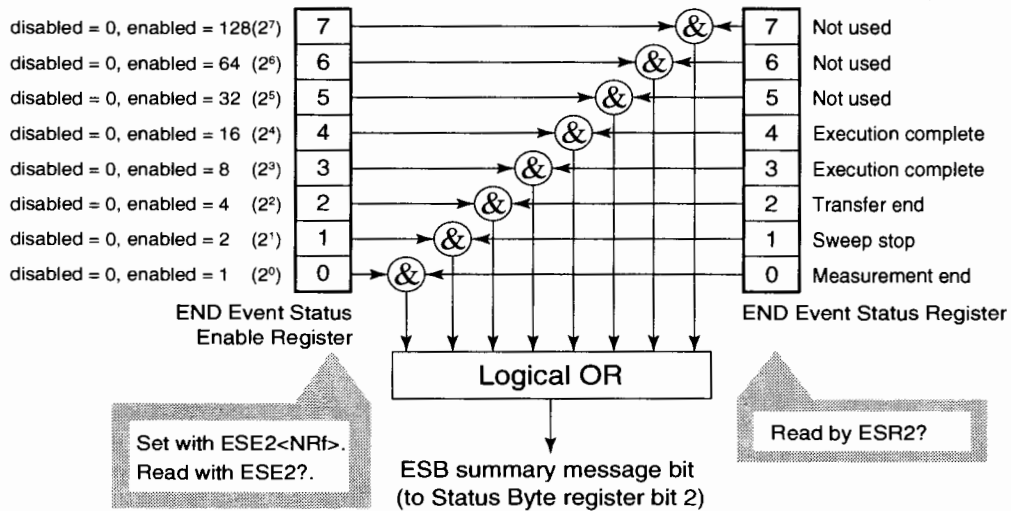 disabled = 0, enabled = 128(2⁷) 7 & 7 Not used
disabled = 0, enabled = 64 (2⁶) 6 & 6 Not used
disabled = 0, enabled = 32 (2⁵) 5 & 5 Not used
disabled = 0, enabled = 16 (2⁴) 4 & 4 Execution complete
disabled = 0, enabled = 8 (2³) 3 & 3 Execution complete
disabled = 0, enabled = 4 (2²) 2 & 2 Transfer end
disabled = 0, enabled = 2 (2¹) 1 & 1 Sweep stop
disabled = 0, enabled = 1 (2⁰) 0 & 0 Measurement end
END Event Status
Enable Register
END Event Status Register
Logical OR
Set with ESE2<NRf>.
Read with ESE2?.
Read by ESR2?
ESB summary message bit
(to Status Byte register bit 2)